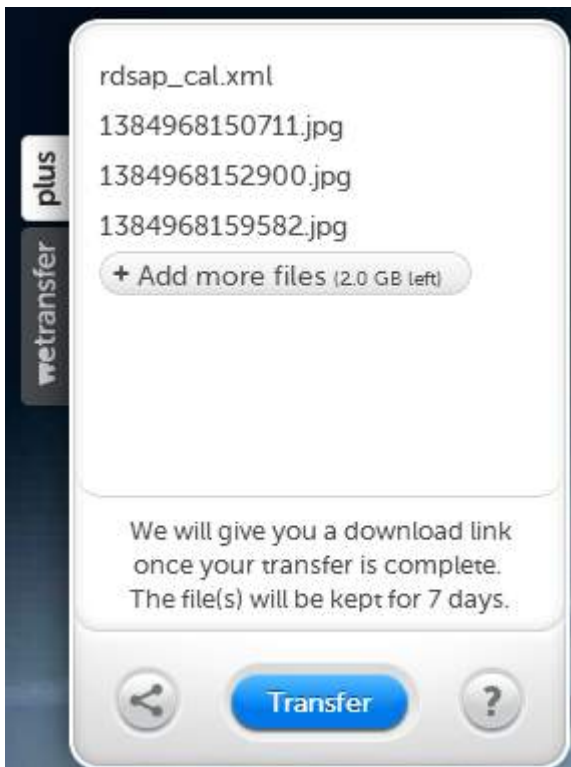 rdsap_cal.xml
1384968150711.jpg
1384968152900.jpg
1384968159582.jpg
+ Add more files (2.0 GB left)
plus
wetransfer
We will give you a download link
once your transfer is complete.
The file(s) will be kept for 7 days.
Transfer
?